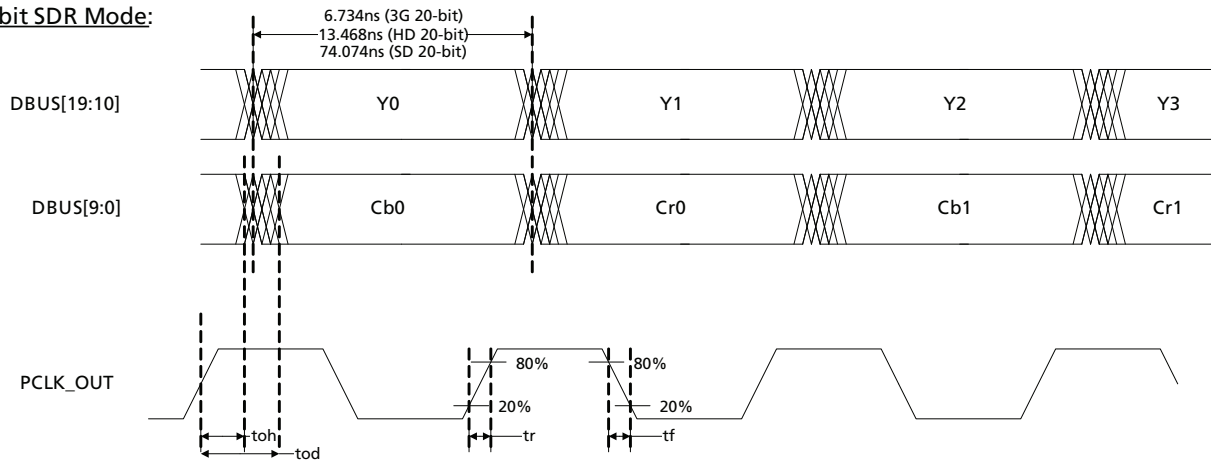 bit SDR Mode:
6.734ns (3G 20-bit)
13.468ns (HD 20-bit)
74.074ns (SD 20-bit)
DBUS[19:10]
Y0
Y1
Y2
Y3
DBUS[9:0]
Cb0
Cr0
Cb1
Cr1
PCLK_OUT
80%
80%
20%
20%
toh
tr
tf
tod